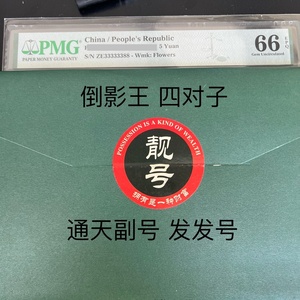 PMG
PAPER MONEY GUARANTY
China / People's Republic
5 Yuan
S/N ZE33333388 - Wmk: Flowers
66 EPQ
Gem Uncirculated
倒影王 四对子
POSSESSION IS A KIND OF WEALTH
靓号
拥有是一种财富
通天副号 发发号